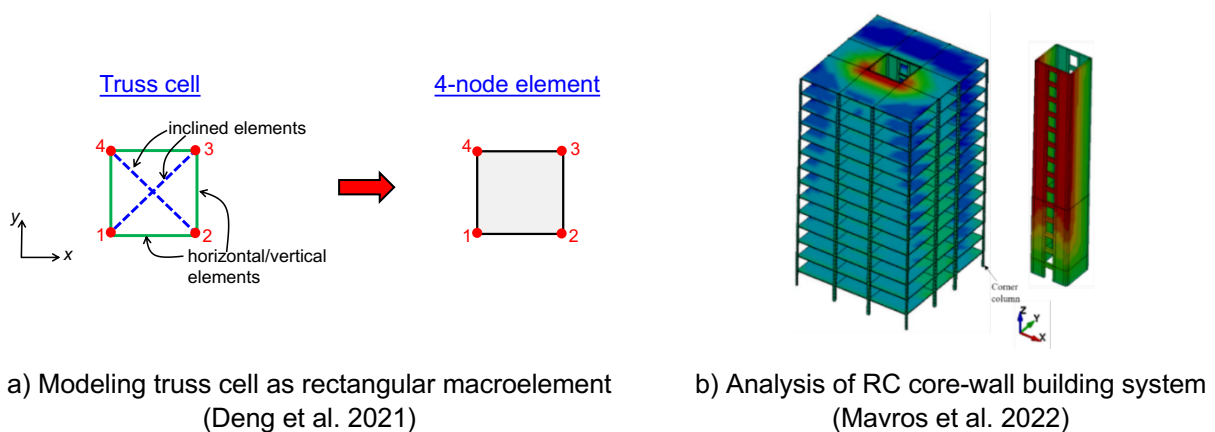 Truss cell
4-node element
inclined elements
4
3
4
3
1
2
1
2
y
x
horizontal/vertical
elements
Corner
column
Z
Y
X
a) Modeling truss cell as rectangular macroelement
(Deng et al. 2021)
b) Analysis of RC core-wall building system
(Mavros et al. 2022)